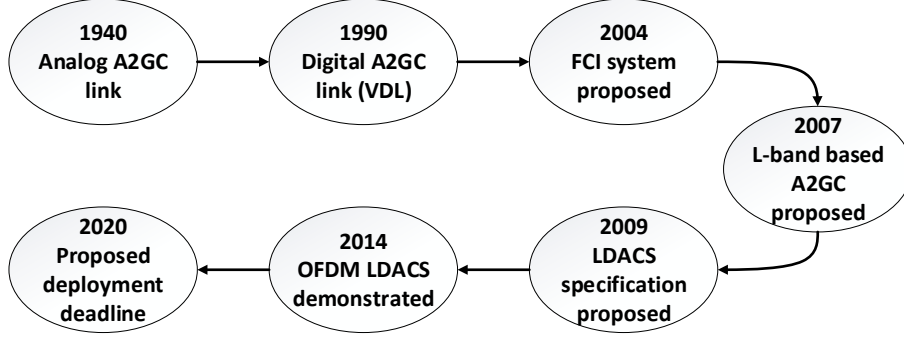 1940
Analog A2GC
link
1990
Digital A2GC
link (VDL)
2004
FCI system
proposed
2007
L-band based
A2GC
proposed
2009
LDACS
specification
proposed
2014
OFDM LDACS
demonstrated
2020
Proposed
deployment
deadline